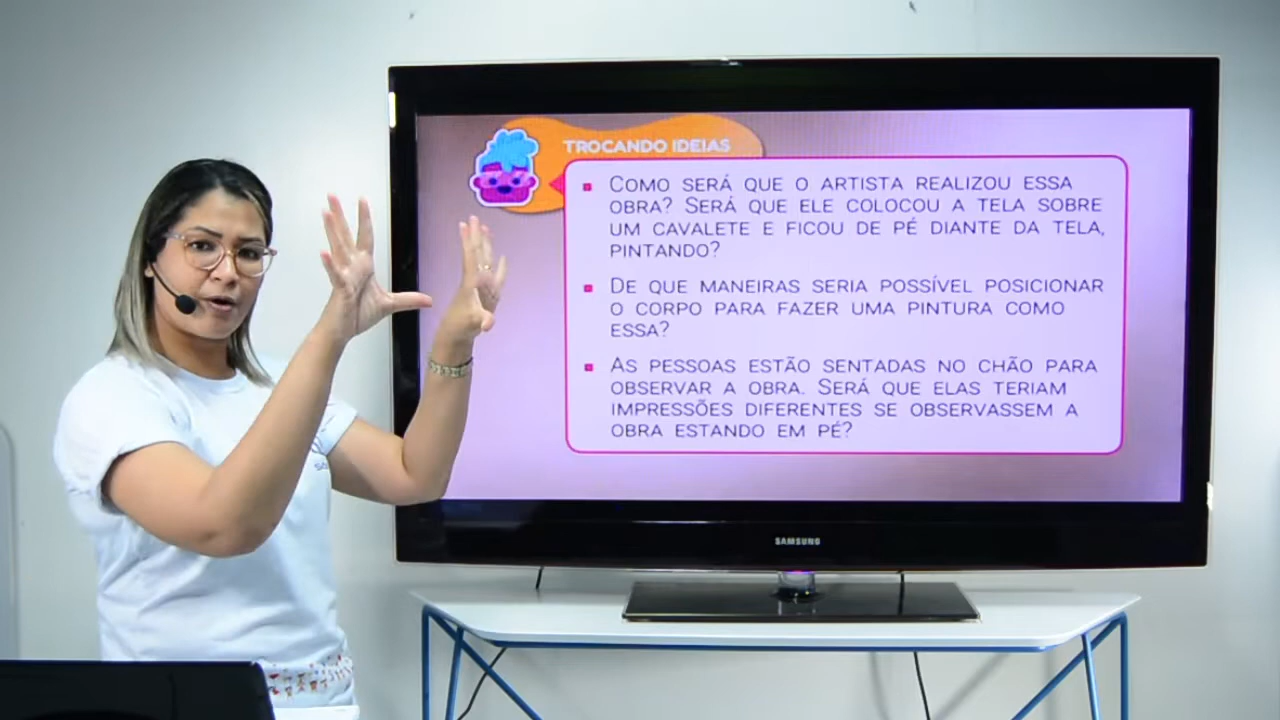 TROCANDO IDEIAS
COMO SERÁ QUE O ARTISTA REALIZOU ESSA
OBRA? SERÁ QUE ELE COLOCOU A TELA SOBRE
UM CAVALETE E FICOU DE PÉ DIANTE DA TELA,
PINTANDO?
DE QUE MANEIRAS SERIA POSSÍVEL POSICIONAR
O CORPO PARA FAZER UMA PINTURA COMO
ESSA?
AS PESSOAS ESTÃO SENTADAS NO CHÃO PARA
OBSERVAR A OBRA. SERÁ QUE ELAS TERIAM
IMPRESSÕES DIFERENTES SE OBSERVASSEM A
OBRA ESTANDO EM PÉ?
SAMSUNG